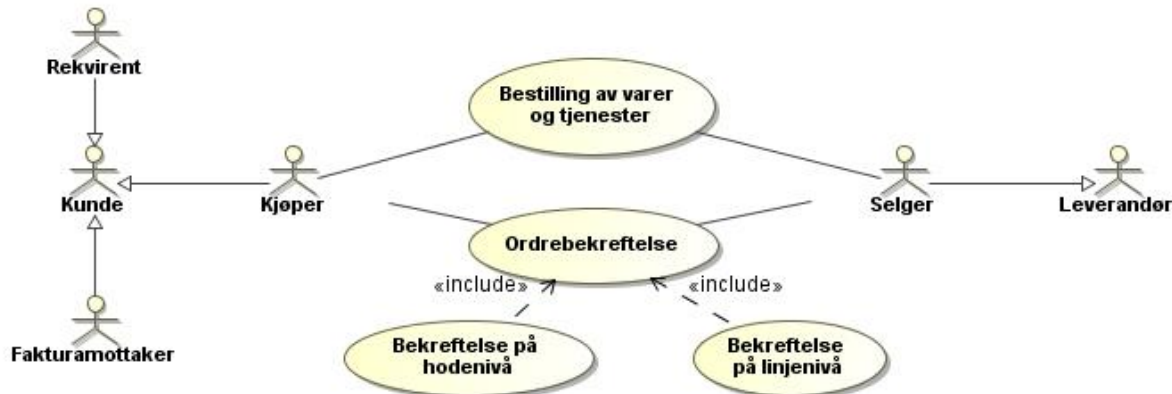 Rekvirent
Bestilling av varer
og tjenester
Kunde
Kjøper
Selger
Leverandør
Ordrebekreftelse
«include»
«include»
Fakturamottaker
Bekreftelse på
hodenivå
Bekreftelse
på linjenivå